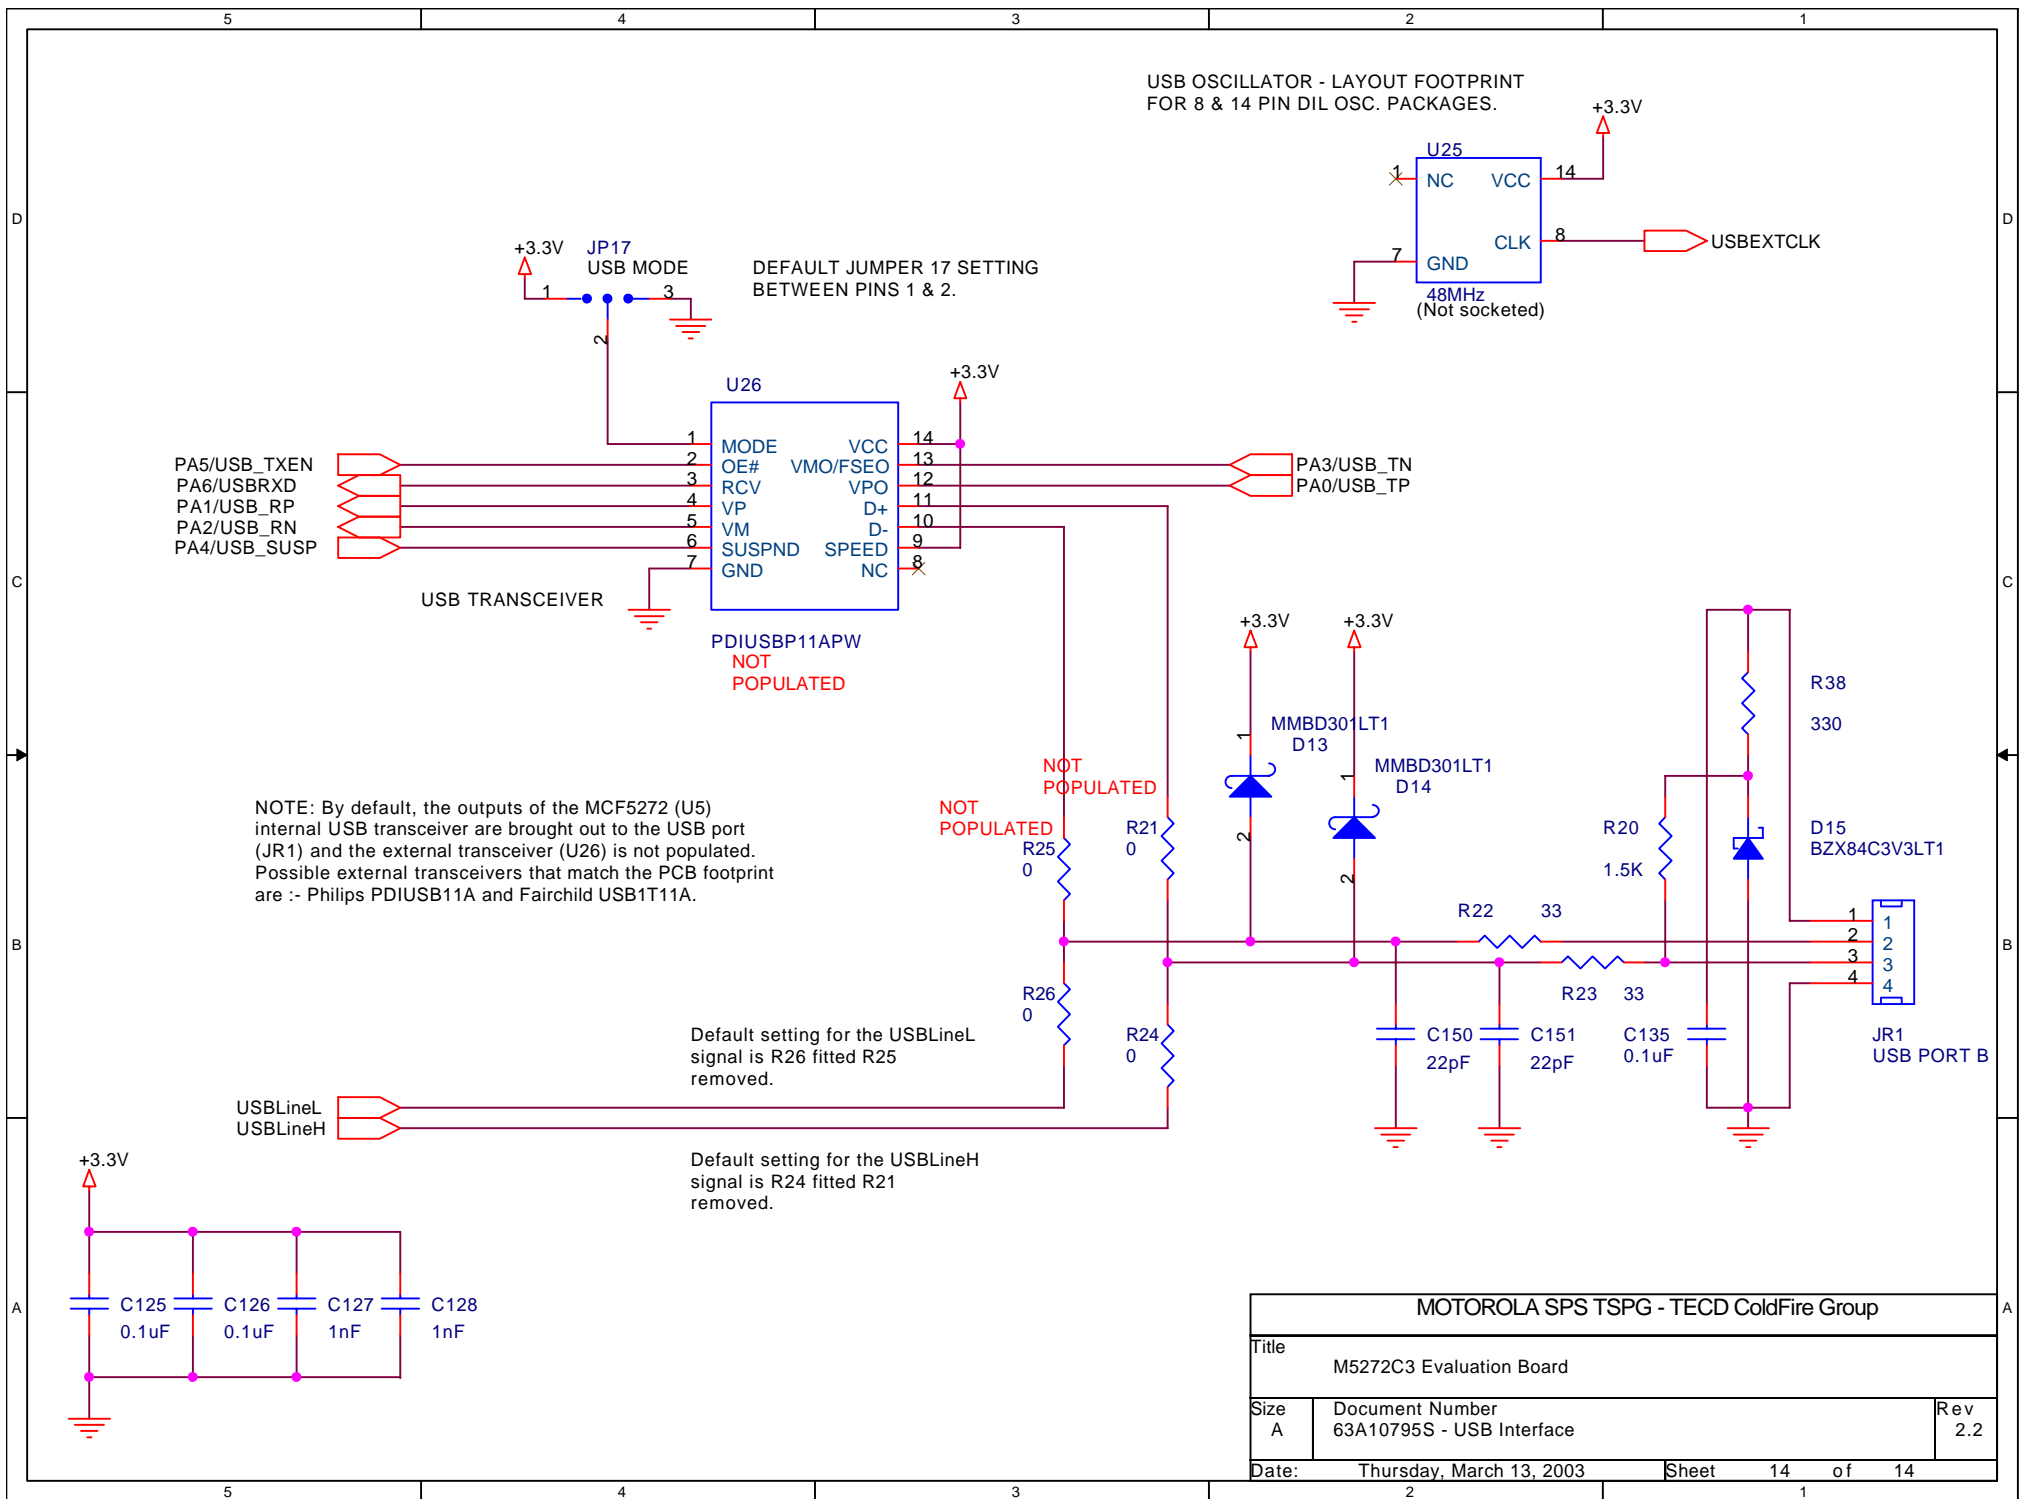 5 4 3 2 1
D
C
B
A
D
C
B
A
USB OSCILLATOR - LAYOUT FOOTPRINT
FOR 8 & 14 PIN DIL OSC. PACKAGES.
+3.3V
U25
1 NC VCC 14
CLK 8 USBEXTCLK
7 GND
48MHz
(Not socketed)
+3.3V JP17
USB MODE
1 3
2
DEFAULT JUMPER 17 SETTING
BETWEEN PINS 1 & 2.
+3.3V
U26
1 MODE VCC 14
PA5/USB_TXEN 2 OE# VMO/FSEO 13 PA3/USB_TN
PA6/USBRXD 3 RCV VPO 12 PA0/USB_TP
PA1/USB_RP 4 VP D+ 11
PA2/USB_RN 5 VM D- 10
PA4/USB_SUSP 6 SUSPND SPEED 9
7 GND NC 8
USB TRANSCEIVER
PDIUSBP11APW
NOT
POPULATED
+3.3V +3.3V
R38
330
1 MMBD301LT1
D13
2
1 MMBD301LT1
D14
2
NOT
POPULATED
NOT
POPULATED
R25
0
R21
0
R20
1.5K
D15
BZX84C3V3LT1
NOTE: By default, the outputs of the MCF5272 (U5)
internal USB transceiver are brought out to the USB port
(JR1) and the external transceiver (U26) is not populated.
Possible external transceivers that match the PCB footprint
are :- Philips PDIUSB11A and Fairchild USB1T11A.
R22 33
R23 33
1 1
2 2
3 3
4 4
JR1
USB PORT B
R26
0
R24
0
C150
22pF
C151
22pF
C135
0.1uF
Default setting for the USBLineL
signal is R26 fitted R25
removed.
USBLineL
USBLineH
Default setting for the USBLineH
signal is R24 fitted R21
removed.
+3.3V
C125
0.1uF
C126
0.1uF
C127
1nF
C128
1nF
MOTOROLA SPS TSPG - TECD ColdFire Group
Title
M5272C3 Evaluation Board
Size
A
Document Number
63A10795S - USB Interface
Rev
2.2
Date: Thursday, March 13, 2003 Sheet 14 of 14
5 4 3 2 1